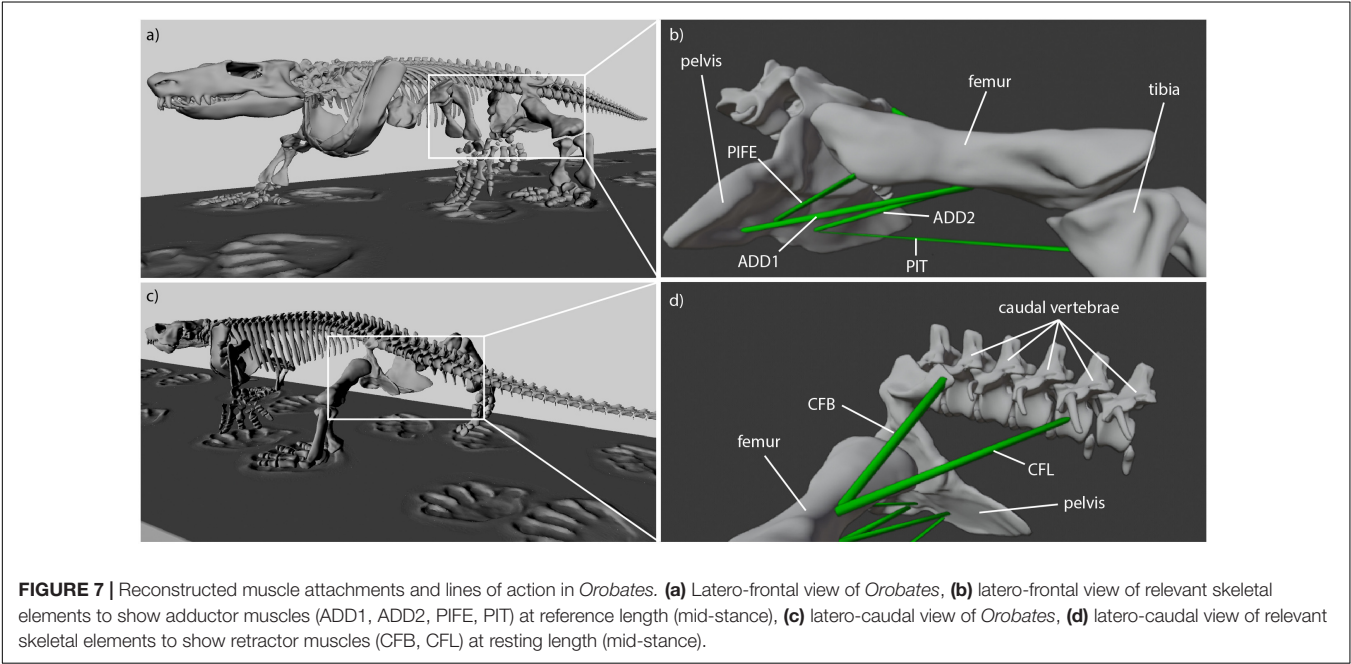 a)
b)
pelvis
femur
tibia
PIFE
ADD2
ADD1
PIT
c)
d)
caudal vertebrae
CFB
femur
CFL
pelvis
FIGURE 7 | Reconstructed muscle attachments and lines of action in Orobates. (a) Latero-frontal view of Orobates, (b) latero-frontal view of relevant skeletal
elements to show adductor muscles (ADD1, ADD2, PIFE, PIT) at reference length (mid-stance), (c) latero-caudal view of Orobates, (d) latero-caudal view of relevant
skeletal elements to show retractor muscles (CFB, CFL) at resting length (mid-stance).